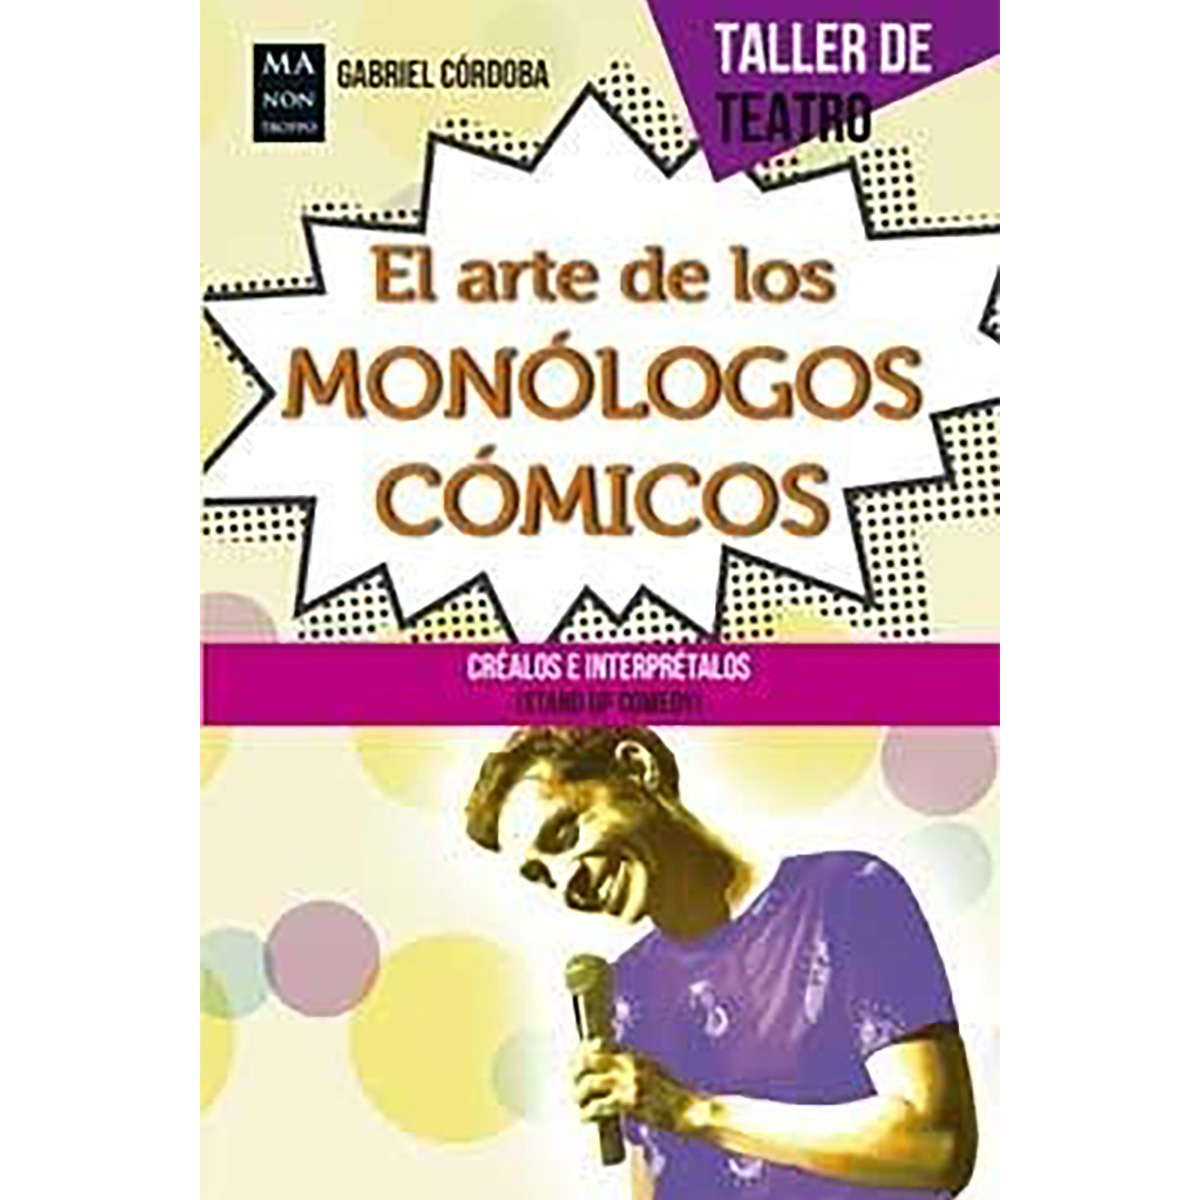 MA
NON
TROPPO
GABRIEL CÓRDOBA
TALLER DE
TEATRO
El arte de los
MONÓLOGOS
CÓMICOS
CRÉALOS E INTERPRÉTALOS
(STAND UP COMEDY)